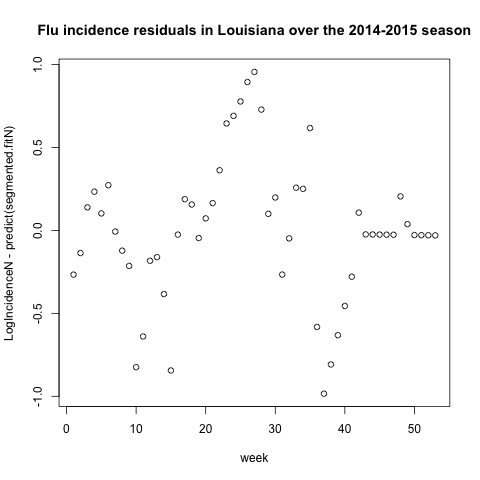 Flu incidence residuals in Louisiana over the 2014-2015 season
LogIncidenceN - predict(segmented.fitN)
1.0
0.5
0.0
-0.5
-1.0
0 10 20 30 40 50
week